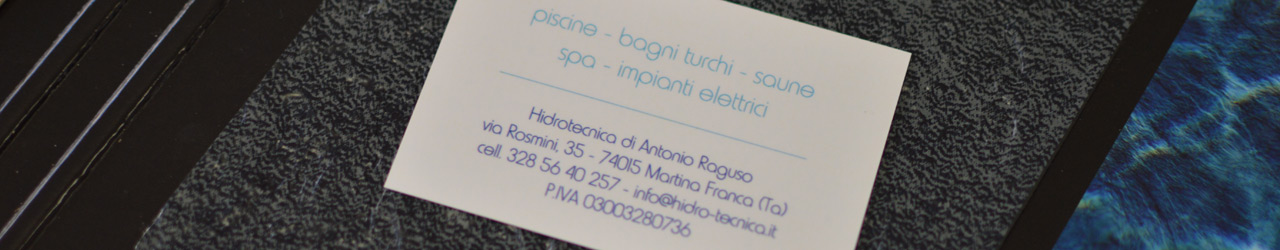 piscine - bagni turchi - saune
spa - impianti elettrici
Hidrotecnica di Antonio Raguso
via Rosmini, 35 - 74015 Martina Franca (Ta)
cell. 328 56 40 257 - info@hidro-tecnica.it
P.IVA 03003280736